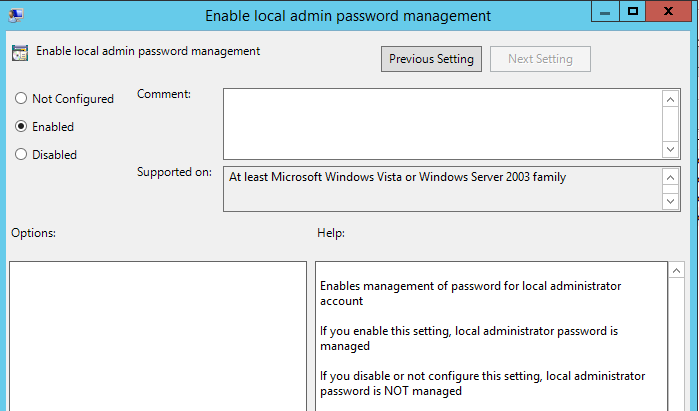 Enable local admin password management
Enable local admin password management
Previous Setting
Next Setting
Not Configured
Comment:
Enabled
Disabled
Supported on:
At least Microsoft Windows Vista or Windows Server 2003 family
Options:
Help:
Enables management of password for local administrator
account
If you enable this setting, local administrator password is
managed
If you disable or not configure this setting, local administrator
password is NOT managed